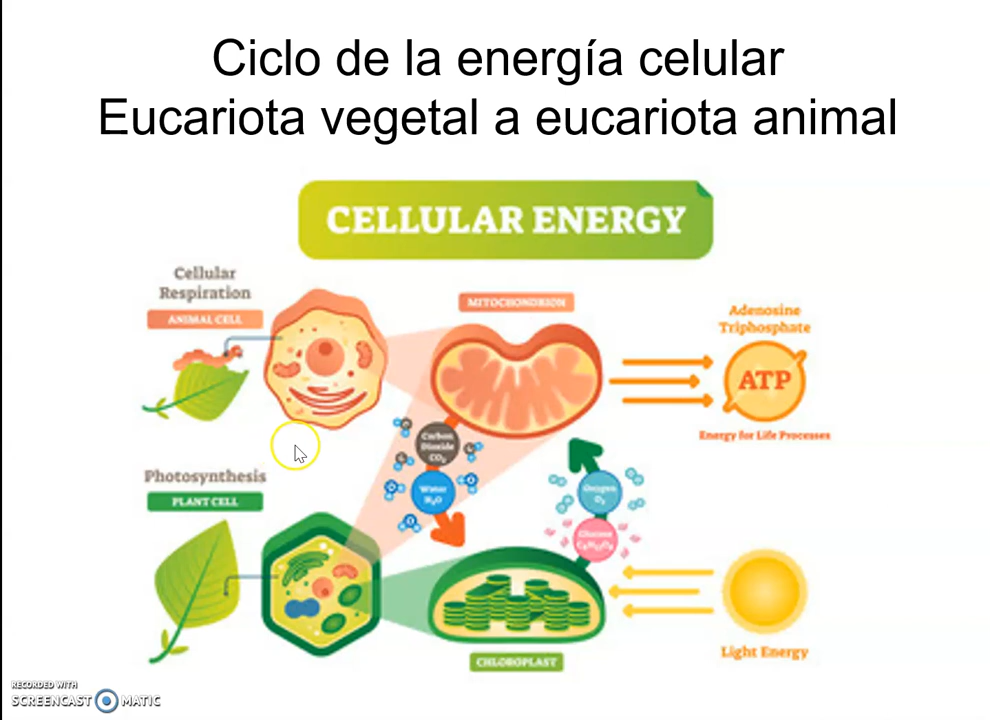 Ciclo de la energía celular
Eucariota vegetal a eucariota animal
CELLULAR ENERGY
Cellular
Respiration
ANIMAL CELL
MITOCHONDRION
Adenosine
Triphosphate
ATP
Energy for Life Processes
Carbon
Dioxide
CO₂
Water
H₂O
Photosynthesis
PLANT CELL
Oxygen
O₂
Glucose
C₆H₁₂O₆
CHLOROPLAST
Light Energy
RECORDED WITH
SCREENCAST MATIC